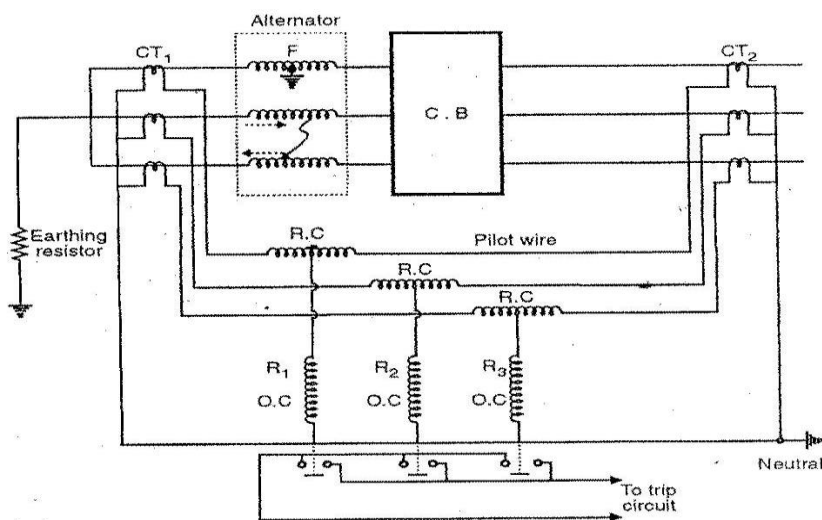 Alternator
CT1
F
CT2
C . B
Earthing
resistor
R.C
Pilot wire
R.C
R.C
R1
O.C
R2
O.C
R3
O.C
Neutral
To trip
circuit